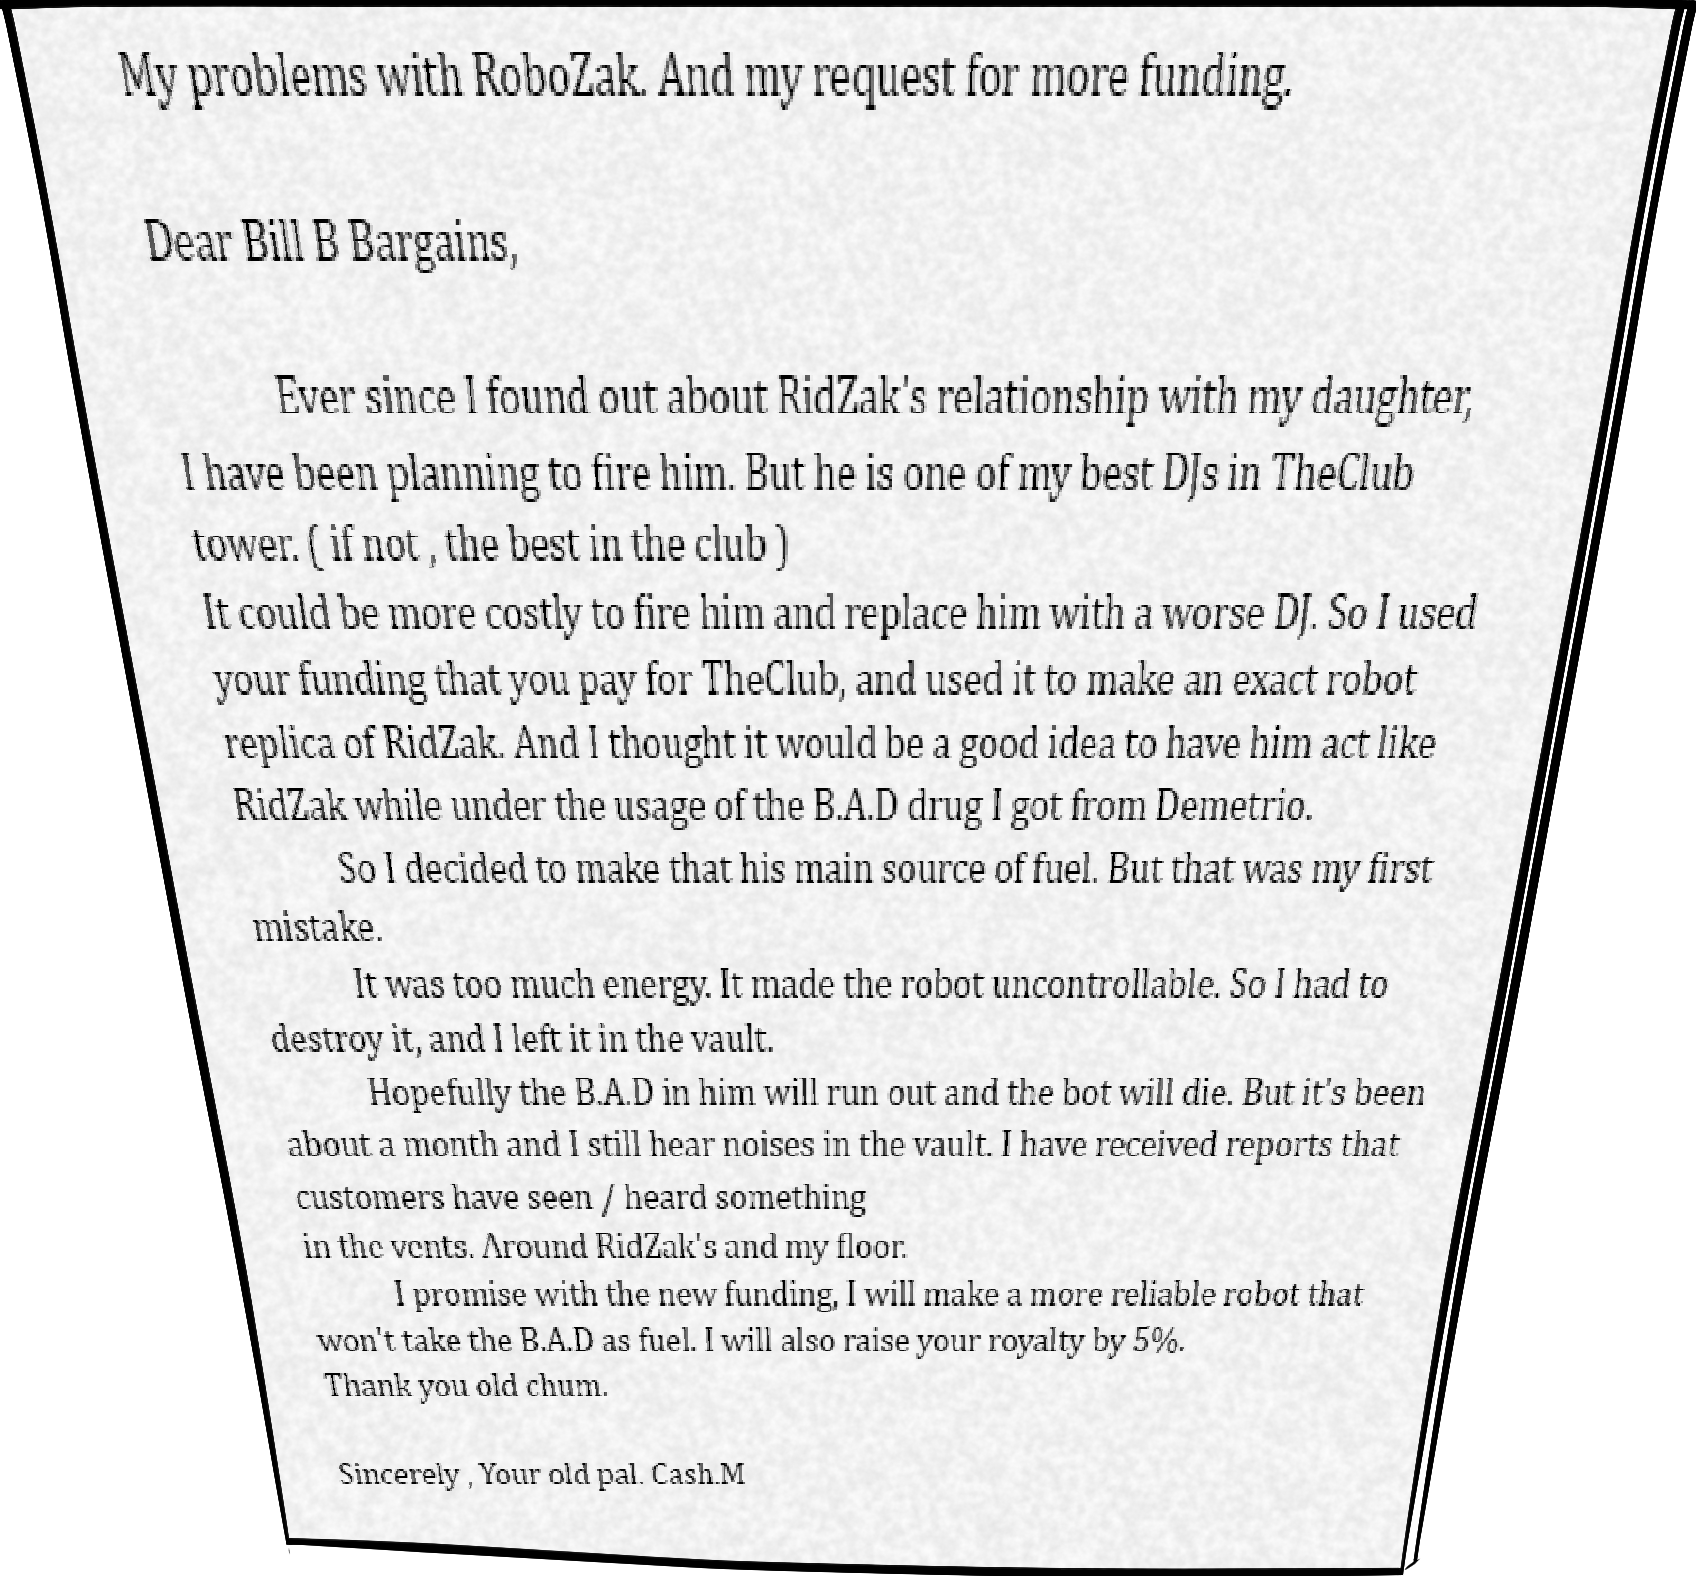 My problems with RoboZak. And my request for more funding.
Dear Bill B Bargains,
Ever since I found out about RidZak's relationship with my daughter,
I have been planning to fire him. But he is one of my best DJs in TheClub
tower. ( if not , the best in the club )
It could be more costly to fire him and replace him with a worse DJ. So I used
your funding that you pay for TheClub, and used it to make an exact robot
replica of RidZak. And I thought it would be a good idea to have him act like
RidZak while under the usage of the B.A.D drug I got from Demetrio.
So I decided to make that his main source of fuel. But that was my first
mistake.
It was too much energy. It made the robot uncontrollable. So I had to
destroy it, and I left it in the vault.
Hopefully the B.A.D in him will run out and the bot will die. But it's been
about a month and I still hear noises in the vault. I have received reports that
customers have seen / heard something
in the vents. Around RidZak's and my floor.
I promise with the new funding, I will make a more reliable robot that
won't take the B.A.D as fuel. I will also raise your royalty by 5%.
Thank you old chum.
Sincerely , Your old pal. Cash.M